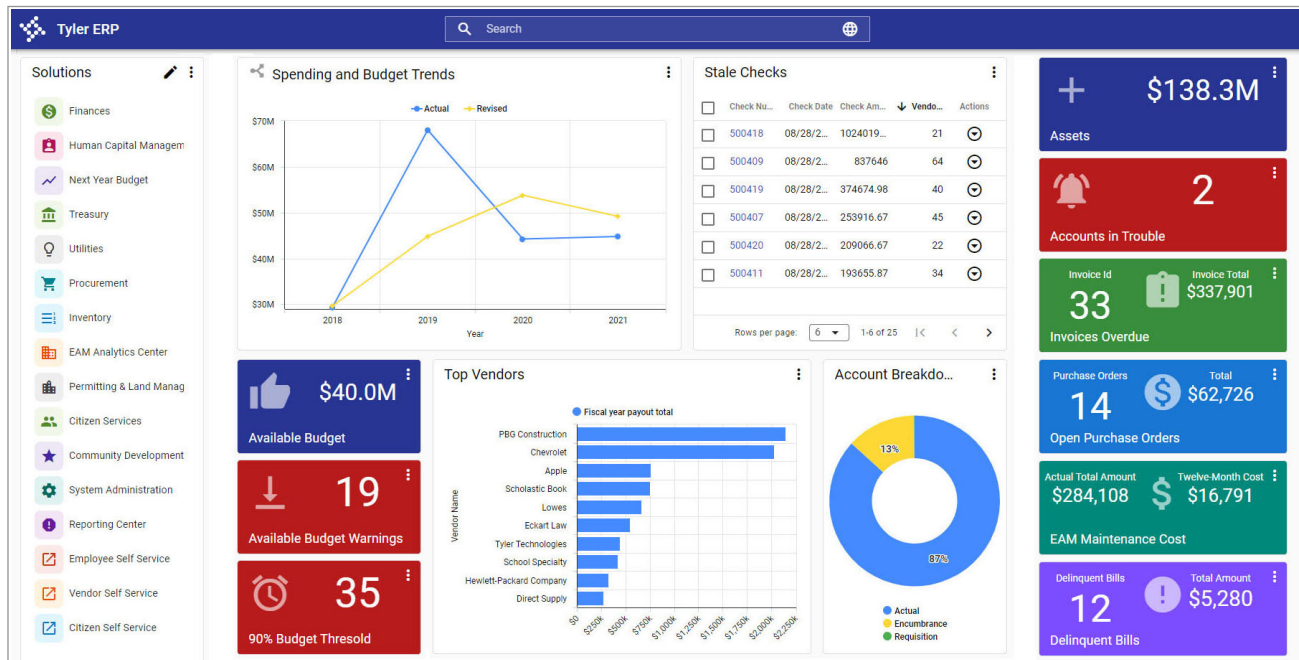 Tyler ERP
Search
Solutions
Finances
Human Capital Managem
Next Year Budget
Treasury
Utilities
Procurement
Inventory
EAM Analytics Center
Permitting & Land Manag
Citizen Services
Community Development
System Administration
Reporting Center
Employee Self Service
Vendor Self Service
Citizen Self Service
Spending and Budget Trends
Actual Revised
$70M
$60M
$50M
$40M
$30M
2018 2019 2020 2021
Year
Stale Checks
Check Nu... Check Date Check Am... Vendo... Actions
500418 08/28/2... 1024019... 21
500409 08/28/2... 837646 64
500419 08/28/2... 374674.98 40
500407 08/28/2... 253916.67 45
500420 08/28/2... 209066.67 22
500411 08/28/2... 193655.87 34
Rows per page: 6 1-6 of 25
$40.0M
Available Budget
19
Available Budget Warnings
35
90% Budget Thresold
Top Vendors
Fiscal year payout total
Vendor Name
PBG Construction
Chevrolet
Apple
Scholastic Book
Lowes
Eckart Law
Tyler Technologies
School Specialty
Hewlett-Packard Company
Direct Supply
$0 $250k $500k $750k $1,000k $1,250k $1,500k $1,750k $2,000k $2,250k
Account Breakdo...
13%
87%
Actual
Encumbrance
Requisition
$138.3M
Assets
2
Accounts in Trouble
Invoice Id Invoice Total
33 $337,901
Invoices Overdue
Purchase Orders Total
14 $62,726
Open Purchase Orders
Actual Total Amount Twelve-Month Cost
$284,108 $16,791
EAM Maintenance Cost
Delinquent Bills Total Amount
12 $5,280
Delinquent Bills